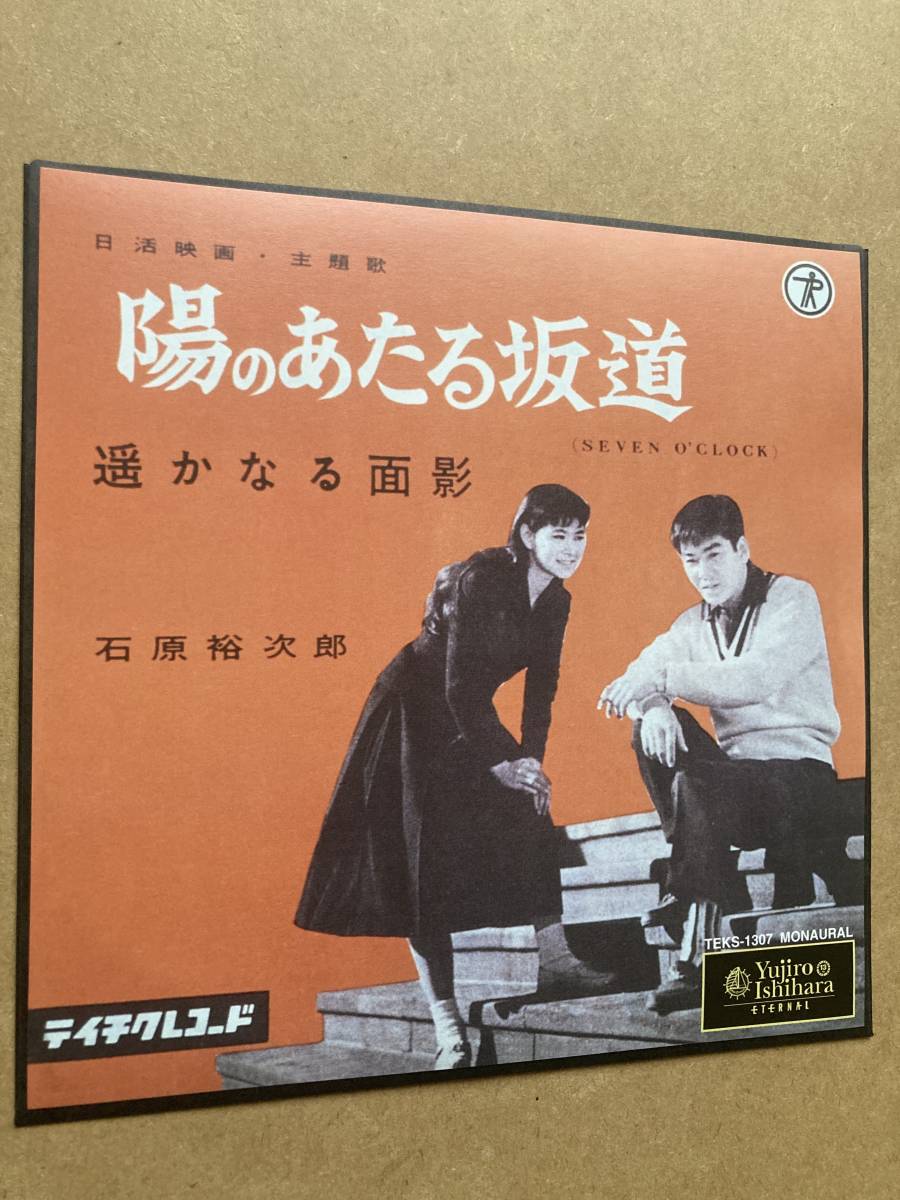 日活映画・主題歌
陽のあたる坂道
(SEVEN O'CLOCK)
遥かなる面影
石原裕次郎
TEKS-1307 MONAURAL
Yujiro
Ishihara
ETERNAL
テイチクレコード